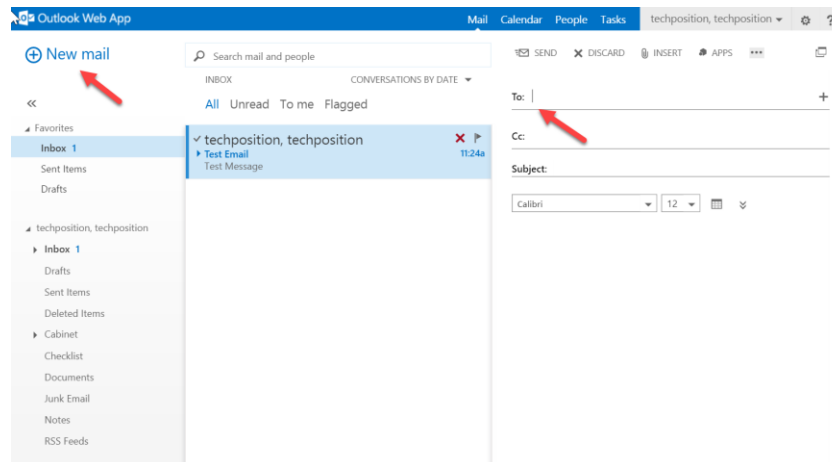 Outlook Web App
Mail Calendar People Tasks techposition, techposition ?
New mail
Search mail and people
INBOX CONVERSATIONS BY DATE
All Unread To me Flagged
techposition, techposition
Test Email 11:24a
Test Message
SEND DISCARD INSERT APPS ...
To: +
Cc:
Subject:
Calibri 12
Favorites
Inbox 1
Sent Items
Drafts
techposition, techposition
Inbox 1
Drafts
Sent Items
Deleted Items
Cabinet
Checklist
Documents
Junk Email
Notes
RSS Feeds